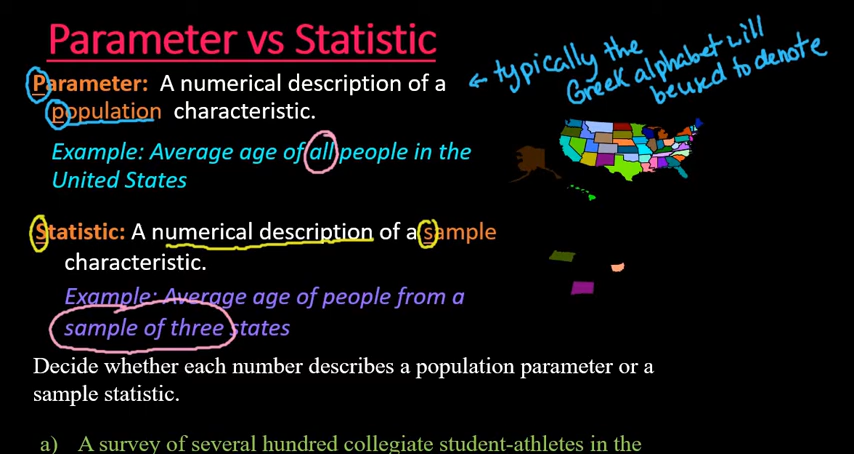 Parameter vs Statistic
Parameter: A numerical description of a
population characteristic.
← typically the
Greek alphabet will
be used to denote
Example: Average age of all people in the
United States
Statistic: A numerical description of a sample
characteristic.
Example: Average age of people from a
sample of three states
Decide whether each number describes a population parameter or a
sample statistic.
a) A survey of several hundred collegiate student-athletes in the